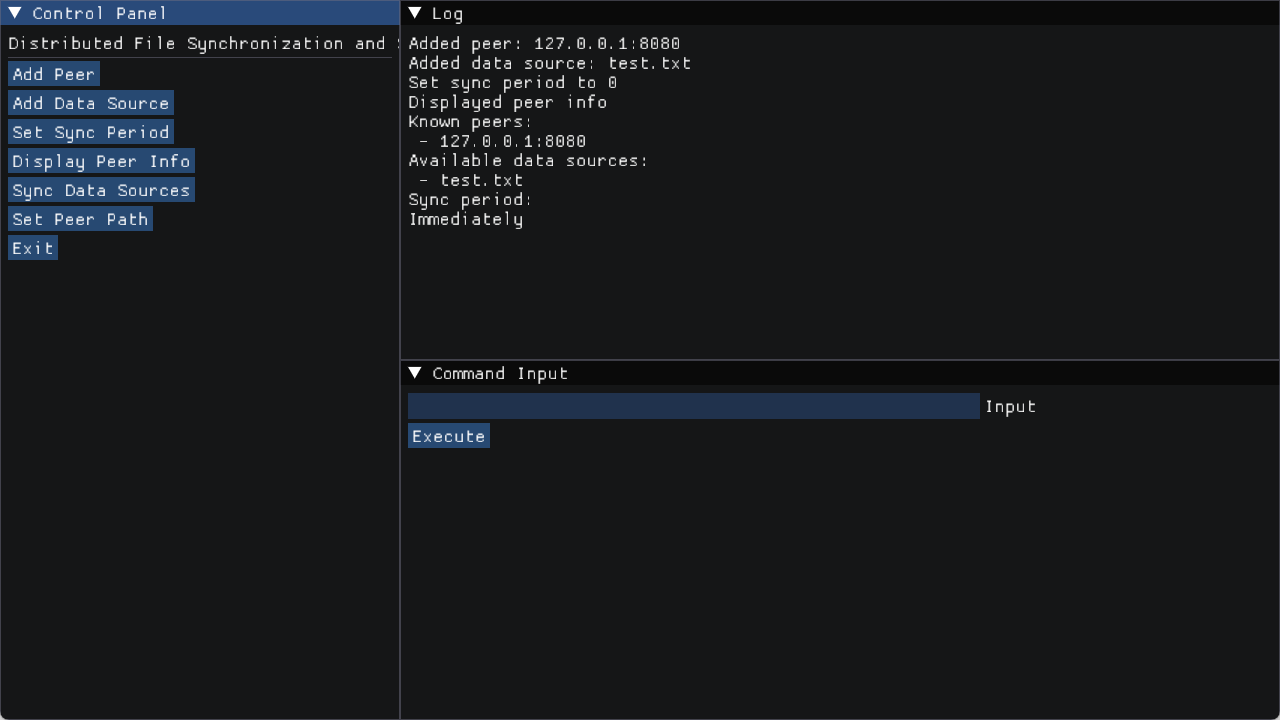 Control Panel
Distributed File Synchronization and
Add Peer
Add Data Source
Set Sync Period
Display Peer Info
Sync Data Sources
Set Peer Path
Exit
Log
Added peer: 127.0.0.1:8080
Added data source: test.txt
Set sync period to 0
Displayed peer info
Known peers:
- 127.0.0.1:8080
Available data sources:
- test.txt
Sync period:
Immediately
Command Input
Input
Execute